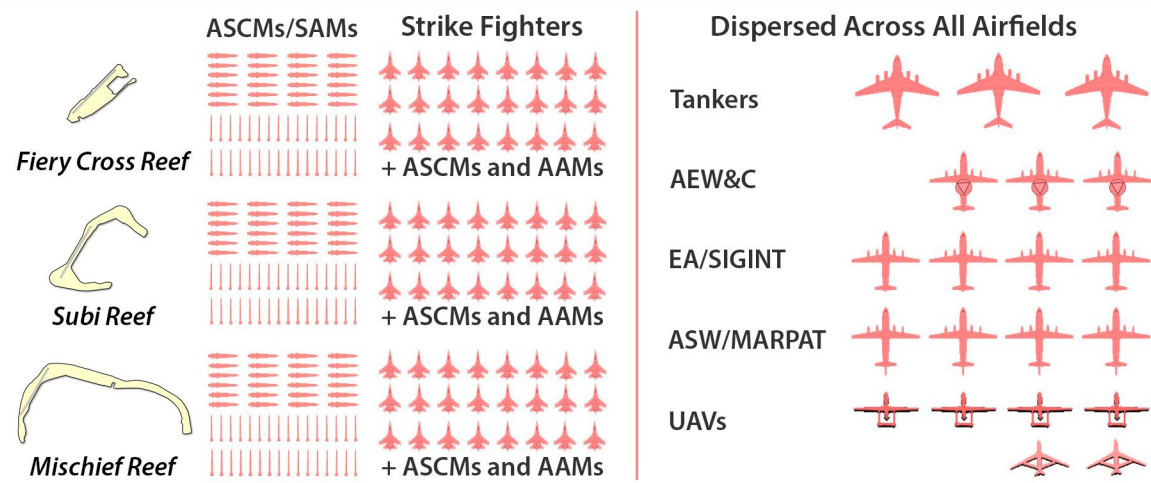 ASCMs/SAMs
Strike Fighters
Fiery Cross Reef
+ ASCMs and AAMs
Subi Reef
+ ASCMs and AAMs
Mischief Reef
+ ASCMs and AAMs
Dispersed Across All Airfields
Tankers
AEW&C
EA/SIGINT
ASW/MARPAT
UAVs